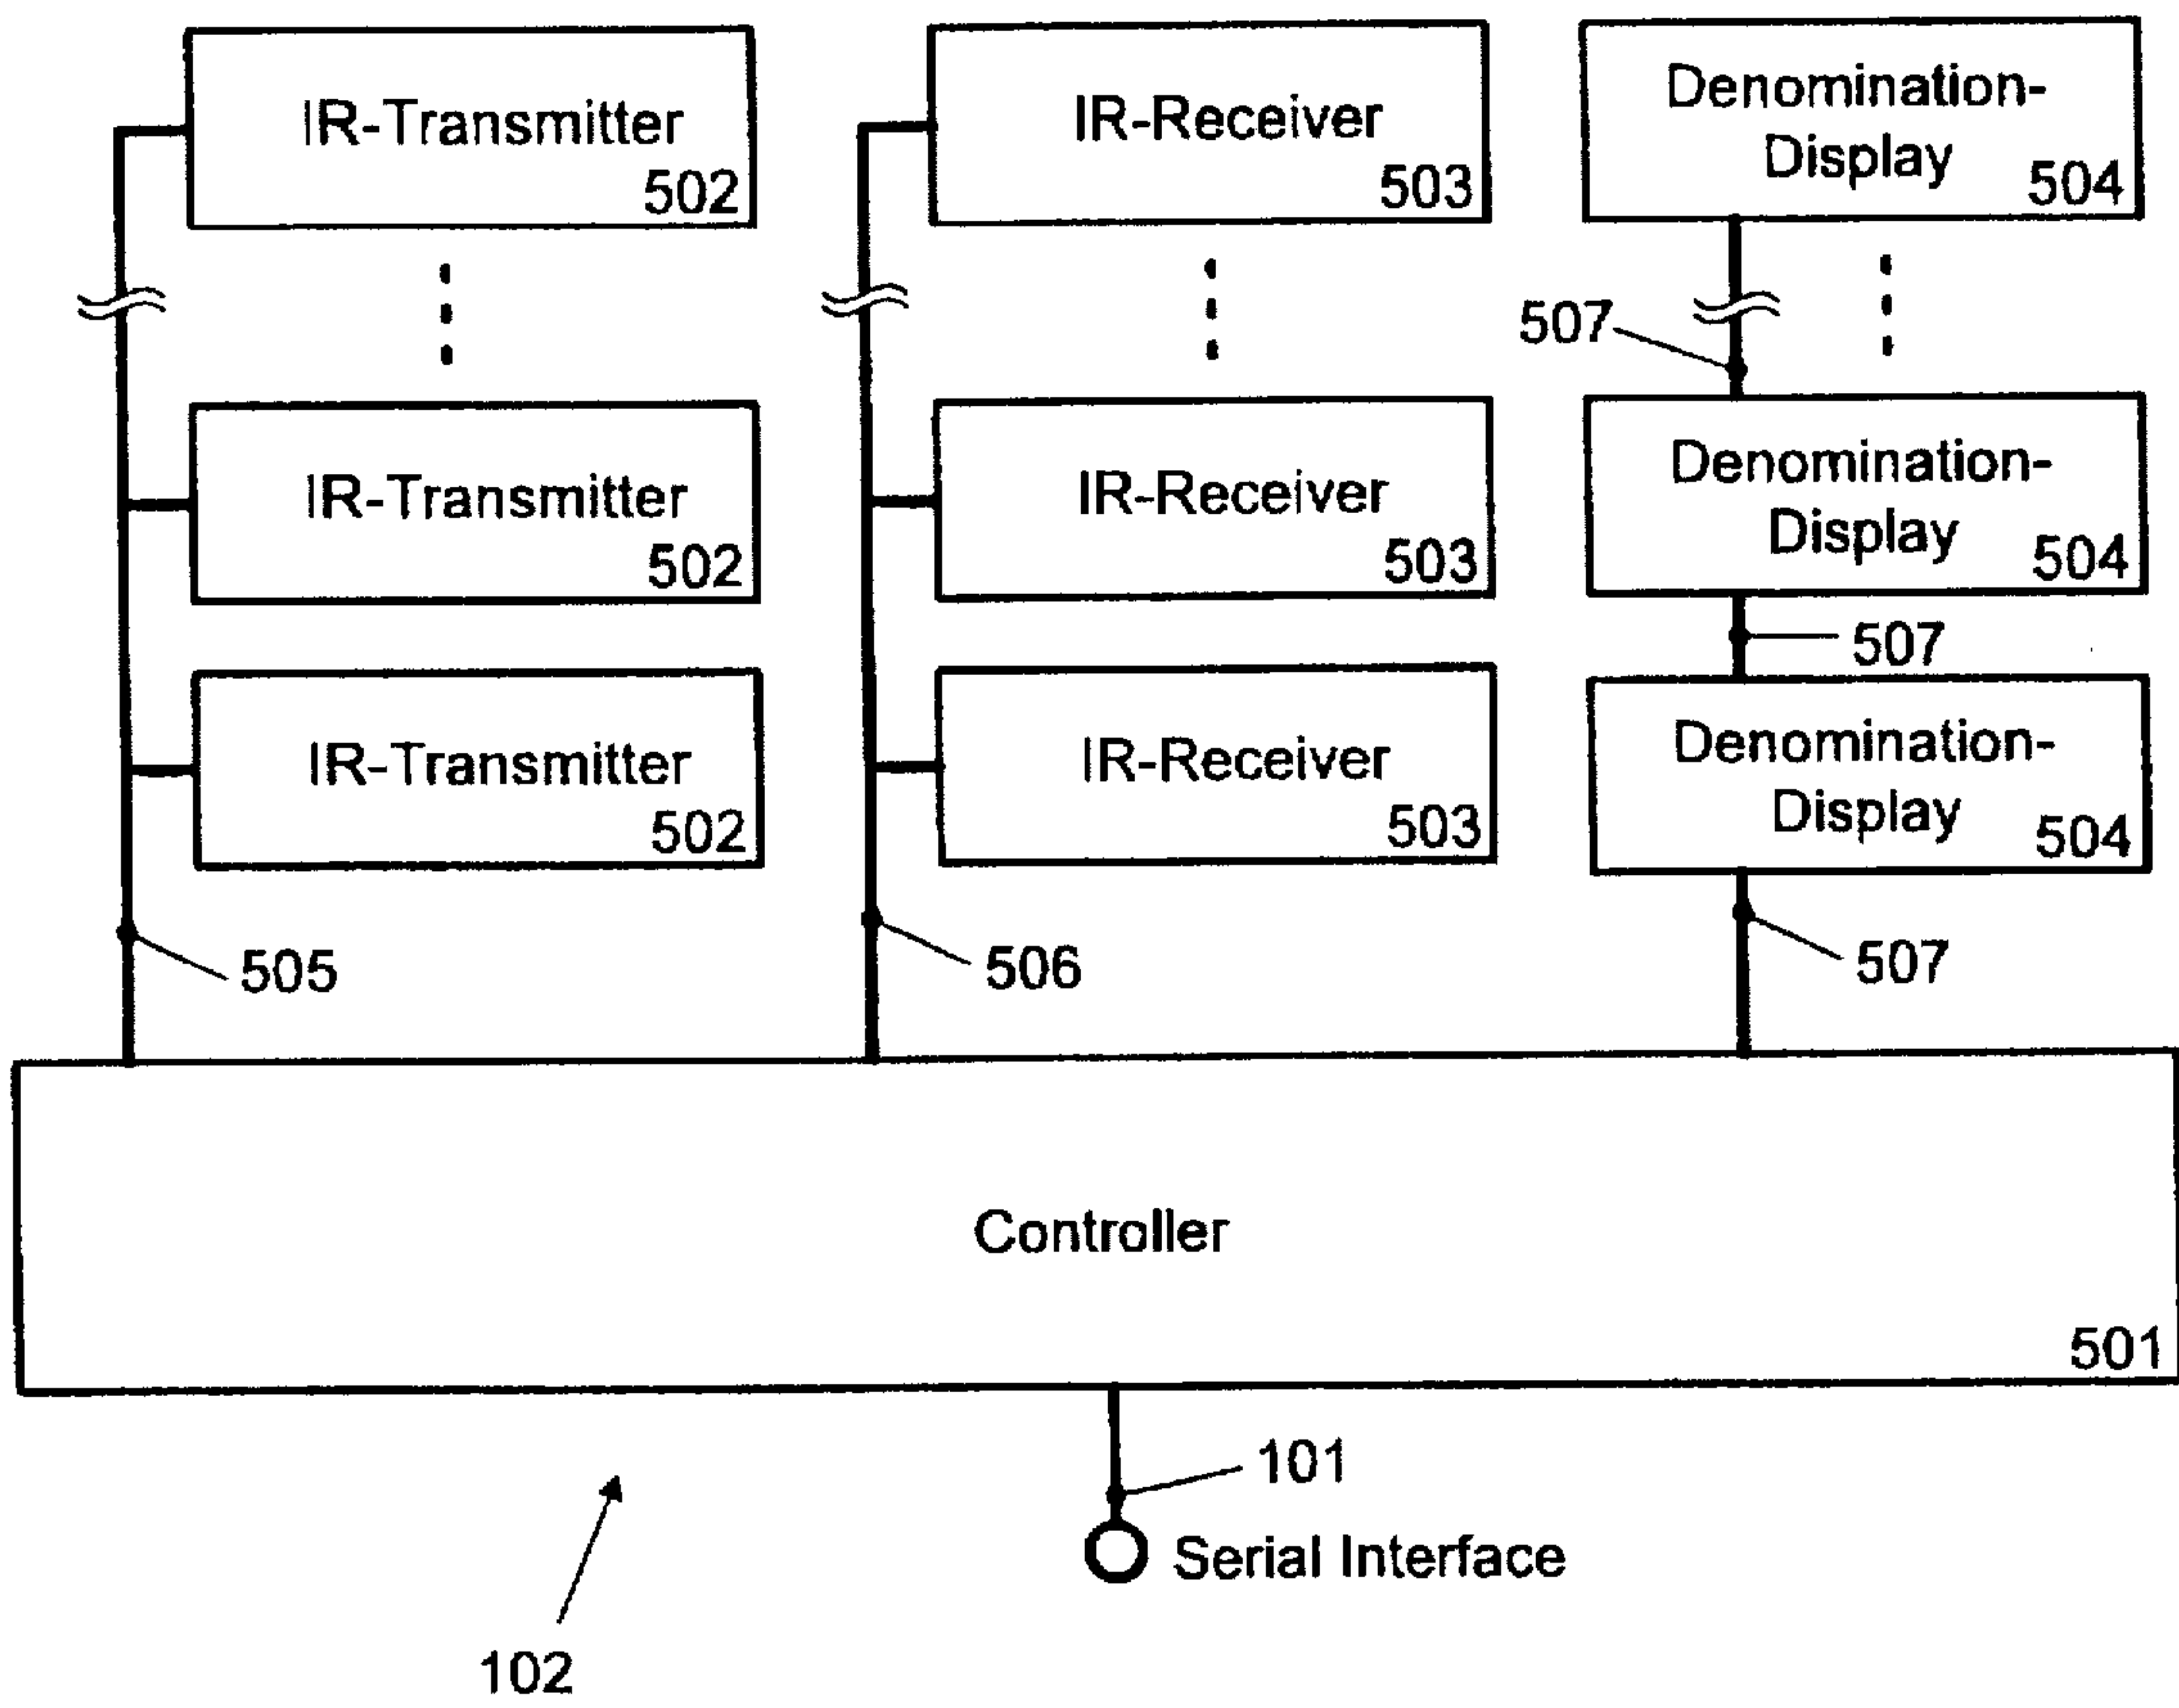 IR-Transmitter
502
IR-Receiver
503
Denomination-
Display
504
507
IR-Transmitter
502
IR-Receiver
503
Denomination-
Display
504
507
IR-Transmitter
502
IR-Receiver
503
Denomination-
Display
504
505
506
507
Controller
501
101
Serial Interface
102